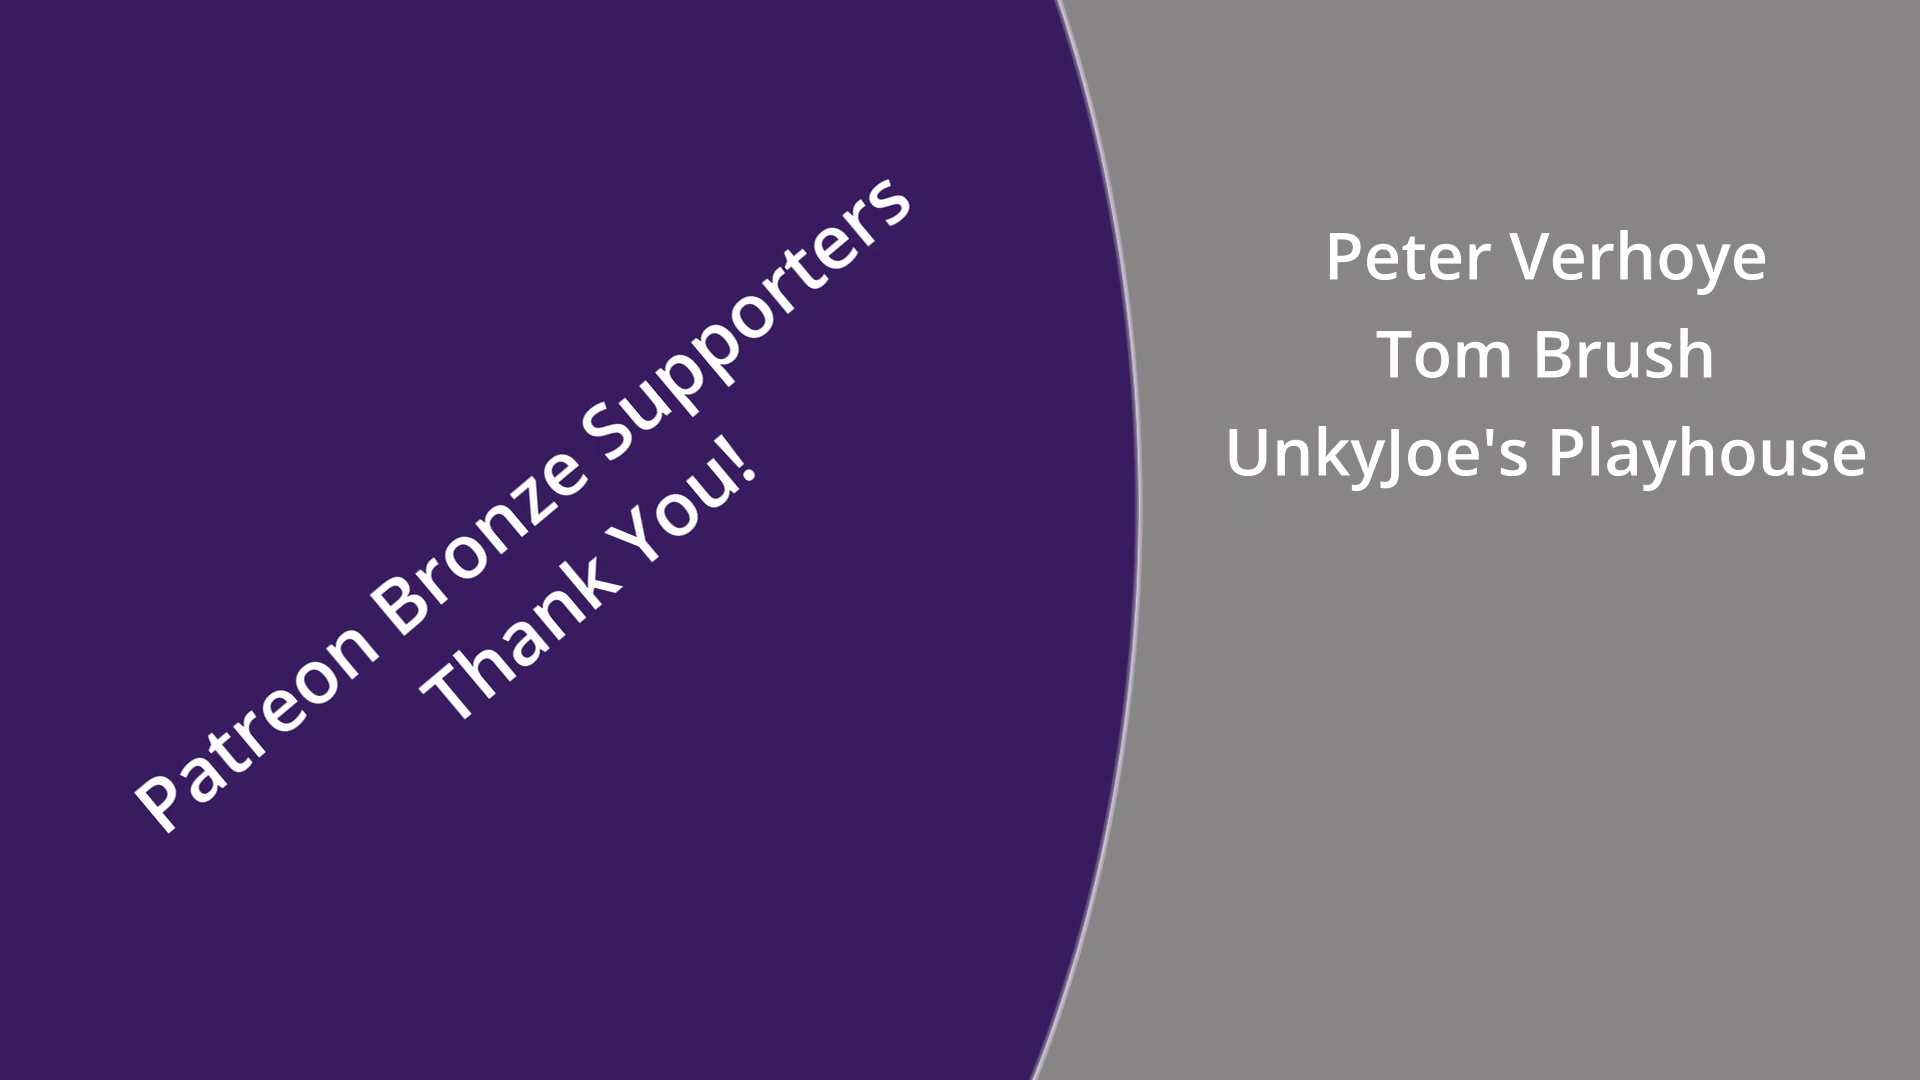 Patreon Bronze Supporters
Thank You!
Peter Verhoye
Tom Brush
UnkyJoe's Playhouse